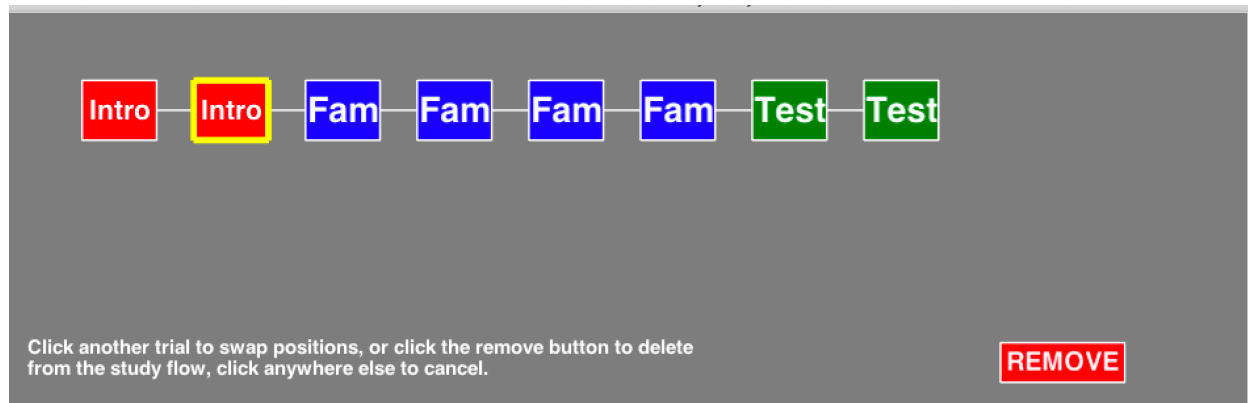 Intro Intro Fam Fam Fam Fam Test Test
Click another trial to swap positions, or click the remove button to delete
from the study flow, click anywhere else to cancel.
REMOVE